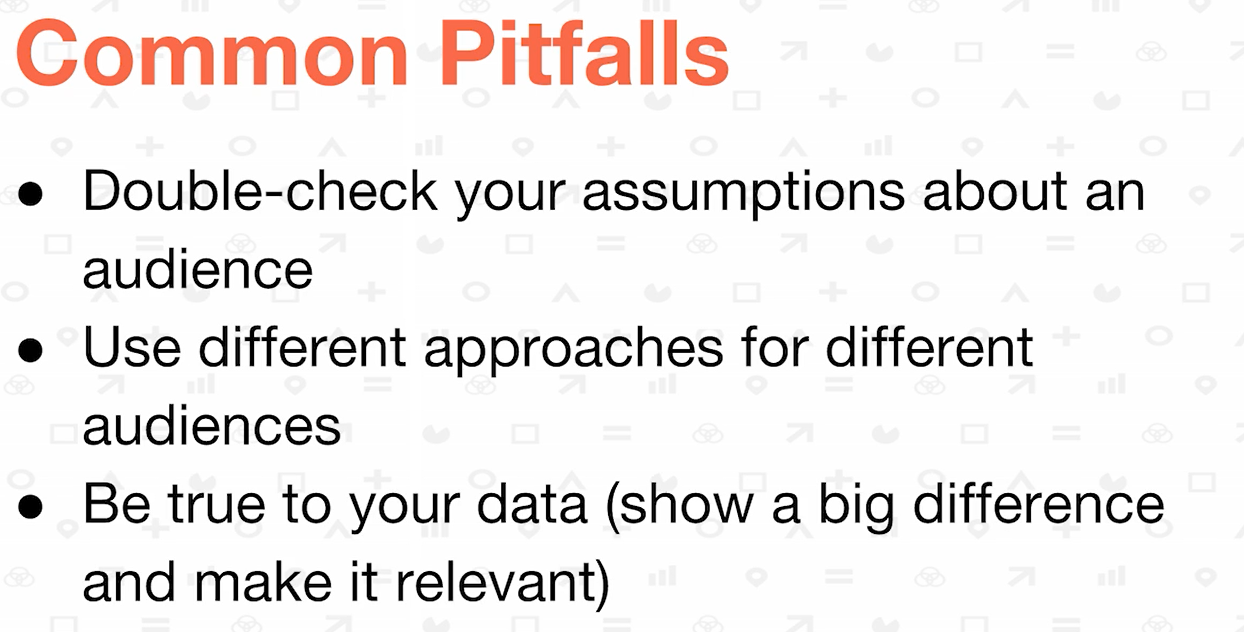 Common Pitfalls
● Double-check your assumptions about an
audience
● Use different approaches for different
audiences
● Be true to your data (show a big difference
and make it relevant)